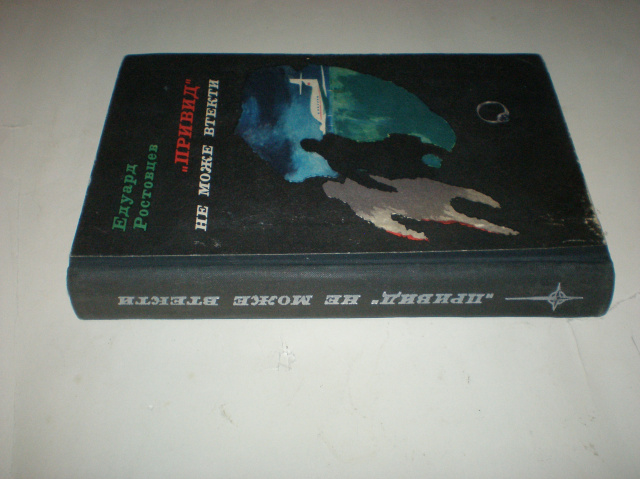 Едуард
Ростовцев
„ПРИВИД"
НЕ МОЖЕ ВТЕКТИ
„ПРИВИД" НЕ МОЖЕ ВТЕКТИ